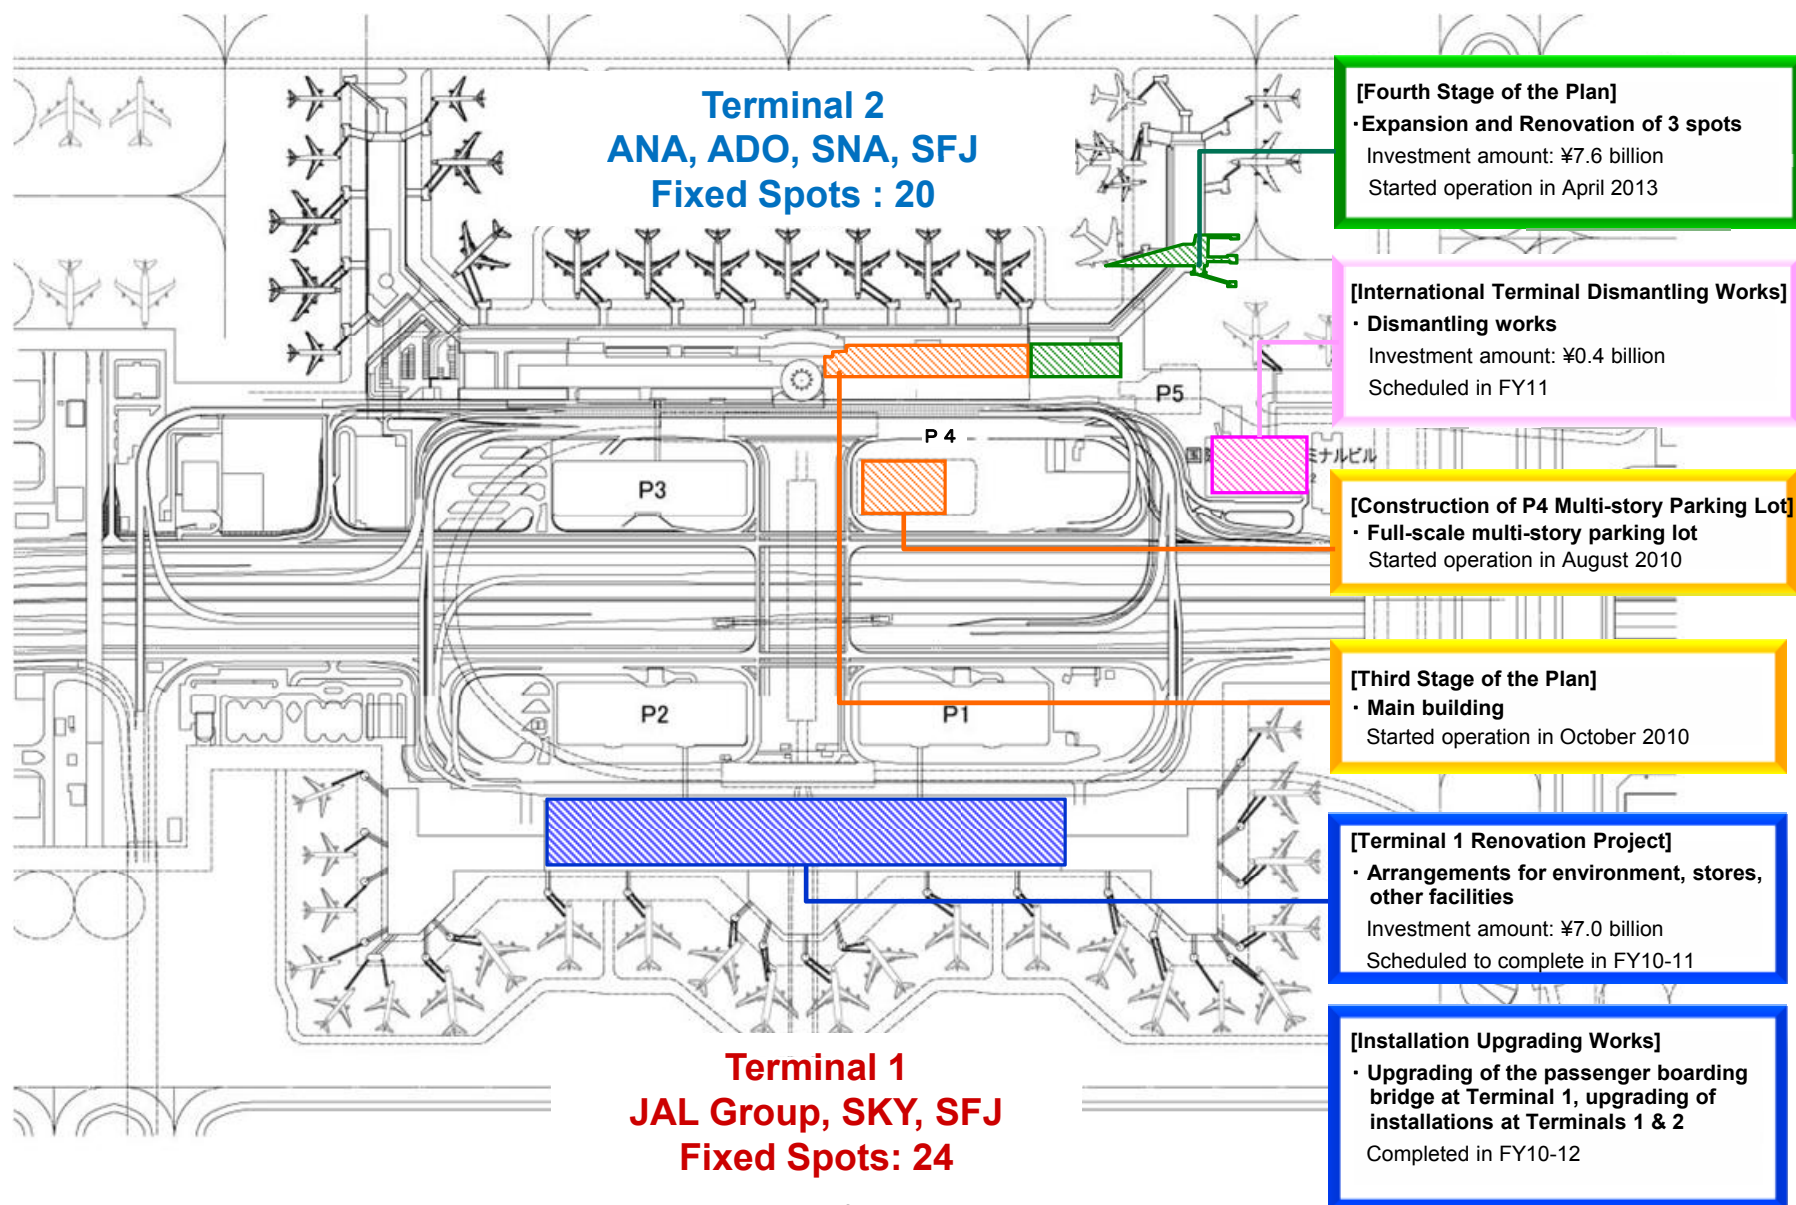 Terminal 2
ANA, ADO, SNA, SFJ
Fixed Spots : 20
[Fourth Stage of the Plan]
・Expansion and Renovation of 3 spots
Investment amount: ¥7.6 billion
Started operation in April 2013
[International Terminal Dismantling Works]
・ Dismantling works
Investment amount: ¥0.4 billion
Scheduled in FY11
P5
P 4
P3
国
ミナルビル
2
[Construction of P4 Multi-story Parking Lot]
・ Full-scale multi-story parking lot
Started operation in August 2010
[Third Stage of the Plan]
・ Main building
Started operation in October 2010
P2
P1
[Terminal 1 Renovation Project]
・ Arrangements for environment, stores,
other facilities
Investment amount: ¥7.0 billion
Scheduled to complete in FY10-11
[Installation Upgrading Works]
・ Upgrading of the passenger boarding
bridge at Terminal 1, upgrading of
installations at Terminals 1 & 2
Completed in FY10-12
Terminal 1
JAL Group, SKY, SFJ
Fixed Spots: 24